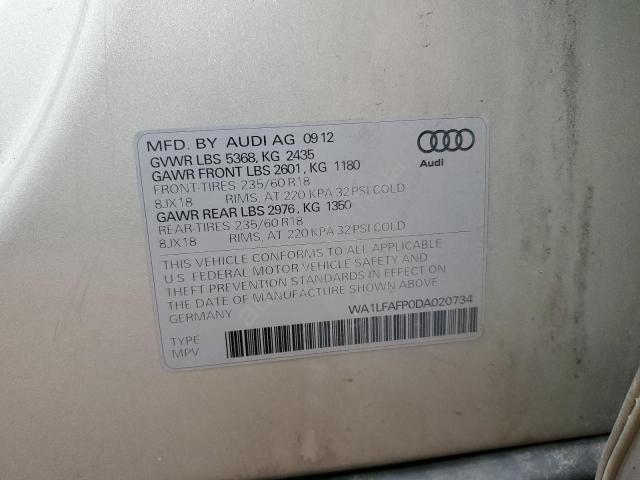 MFD. BY AUDI AG 09 12
GVWR LBS 5368, KG 2435
GAWR FRONT LBS 2601, KG 1180
FRONT-TIRES 235/60 R18
8JX18 RIMS, AT 220 KPA 32 PSI COLD
GAWR REAR LBS 2976, KG 1350
REAR-TIRES 235/60 R18
8JX18 RIMS, AT 220 KPA 32 PSI COLD
Audi
THIS VEHICLE CONFORMS TO ALL APPLICABLE
U.S. FEDERAL MOTOR VEHICLE SAFETY AND
THEFT PREVENTION STANDARDS IN EFFECT ON
THE DATE OF MANUFACTURE SHOWN ABOVE.
GERMANY WA1LFAFP0DA020734
TYPE
MPV